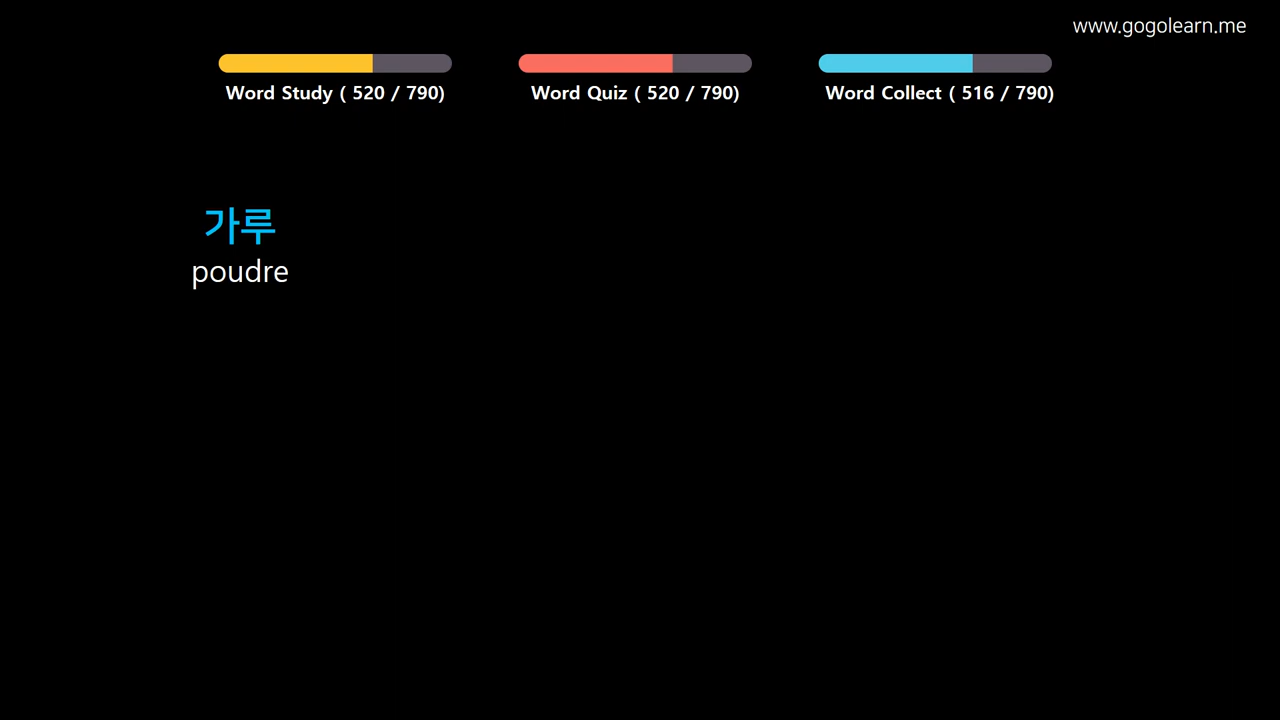 www.gogolearn.me
Word Study ( 520 / 790)
Word Quiz ( 520 / 790)
Word Collect ( 516 / 790)
가루
poudre